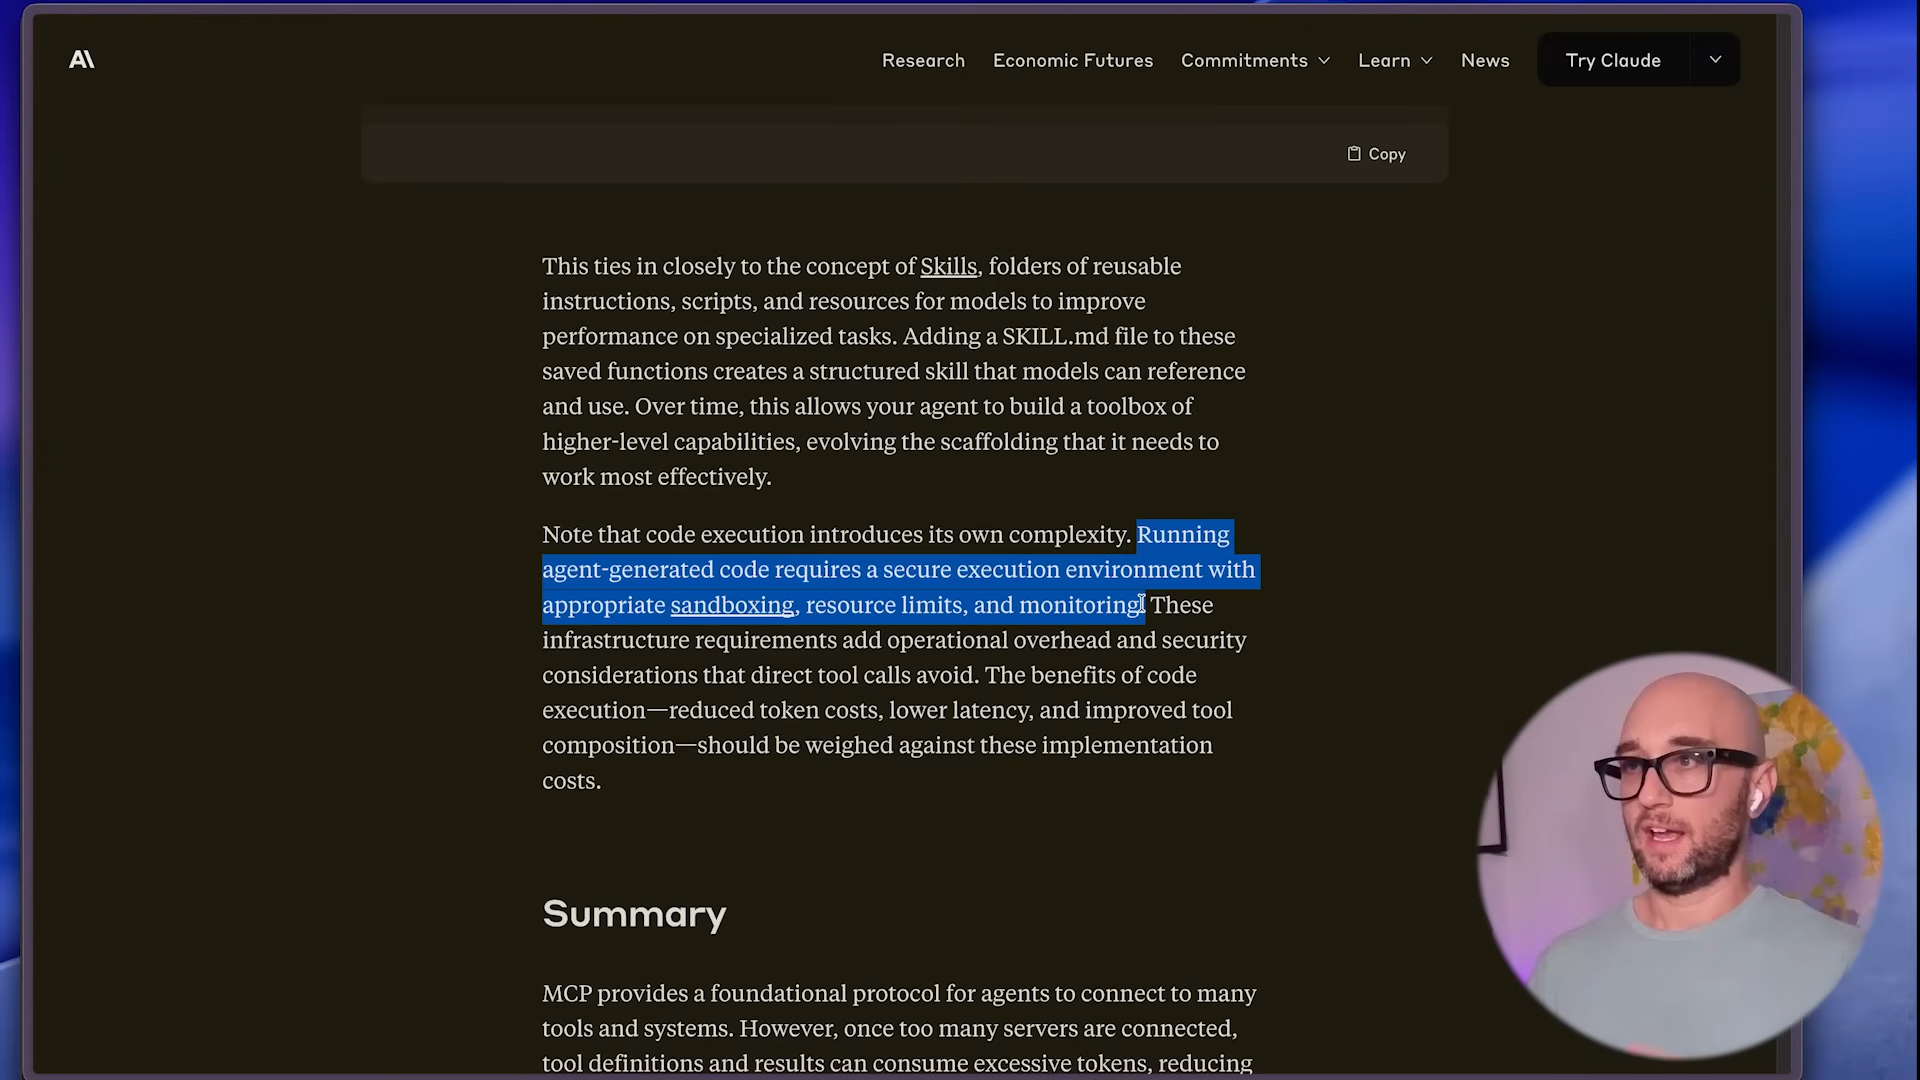 Research Economic Futures Commitments Learn News Try Claude
Copy
This ties in closely to the concept of Skills, folders of reusable
instructions, scripts, and resources for models to improve
performance on specialized tasks. Adding a SKILL.md file to these
saved functions creates a structured skill that models can reference
and use. Over time, this allows your agent to build a toolbox of
higher-level capabilities, evolving the scaffolding that it needs to
work most effectively.
Note that code execution introduces its own complexity. Running
agent-generated code requires a secure execution environment with
appropriate sandboxing, resource limits, and monitoring. These
infrastructure requirements add operational overhead and security
considerations that direct tool calls avoid. The benefits of code
execution—reduced token costs, lower latency, and improved tool
composition—should be weighed against these implementation
costs.
Summary
MCP provides a foundational protocol for agents to connect to many
tools and systems. However, once too many servers are connected,
tool definitions and results can consume excessive tokens, reducing